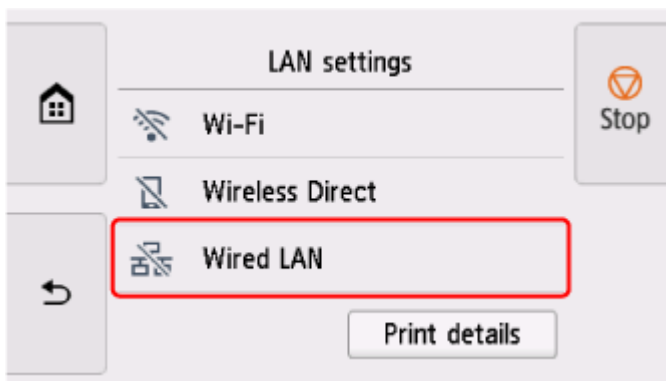 LAN settings
Stop
Wi-Fi
Wireless Direct
Wired LAN
Print details